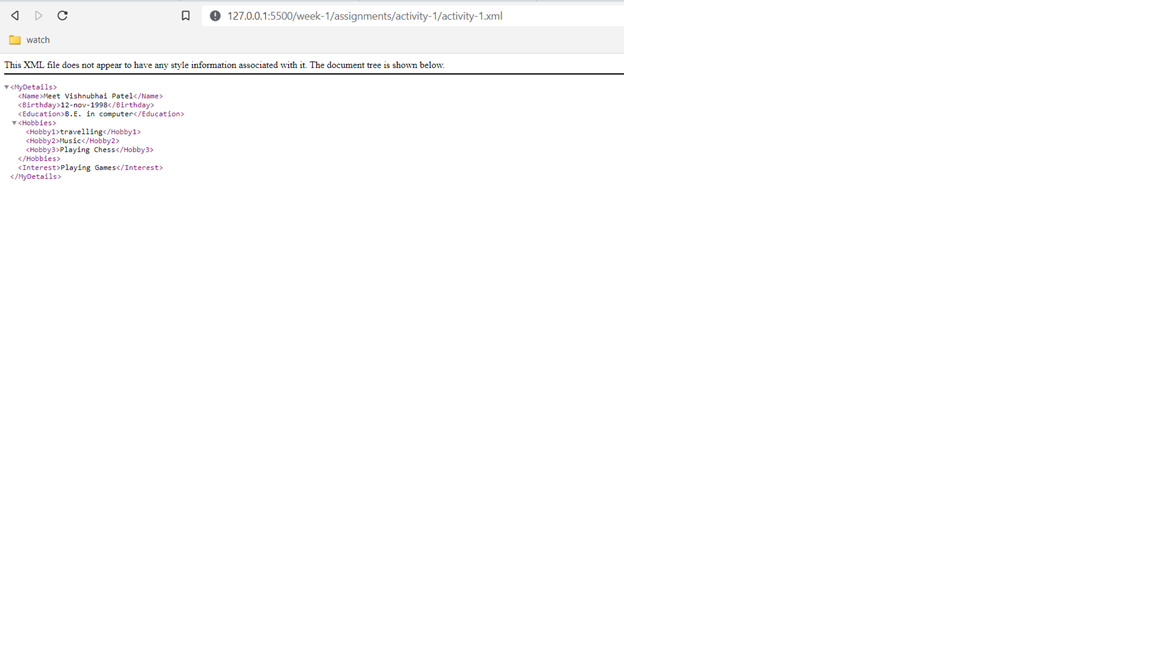 127.0.0.1:5500/week-1/assignments/activity-1/activity-1.xml
watch
This XML file does not appear to have any style information associated with it. The document tree is shown below.
<MyDetails>
<Name>Meet Vishnubhai Patel</Name>
<Birthday>12-nov-1998</Birthday>
<Education>B.E. in computer</Education>
<Hobbies>
<Hobby1>travelling</Hobby1>
<Hobby2>Music</Hobby2>
<Hobby3>Playing Chess</Hobby3>
</Hobbies>
<Interest>Playing Games</Interest>
</MyDetails>